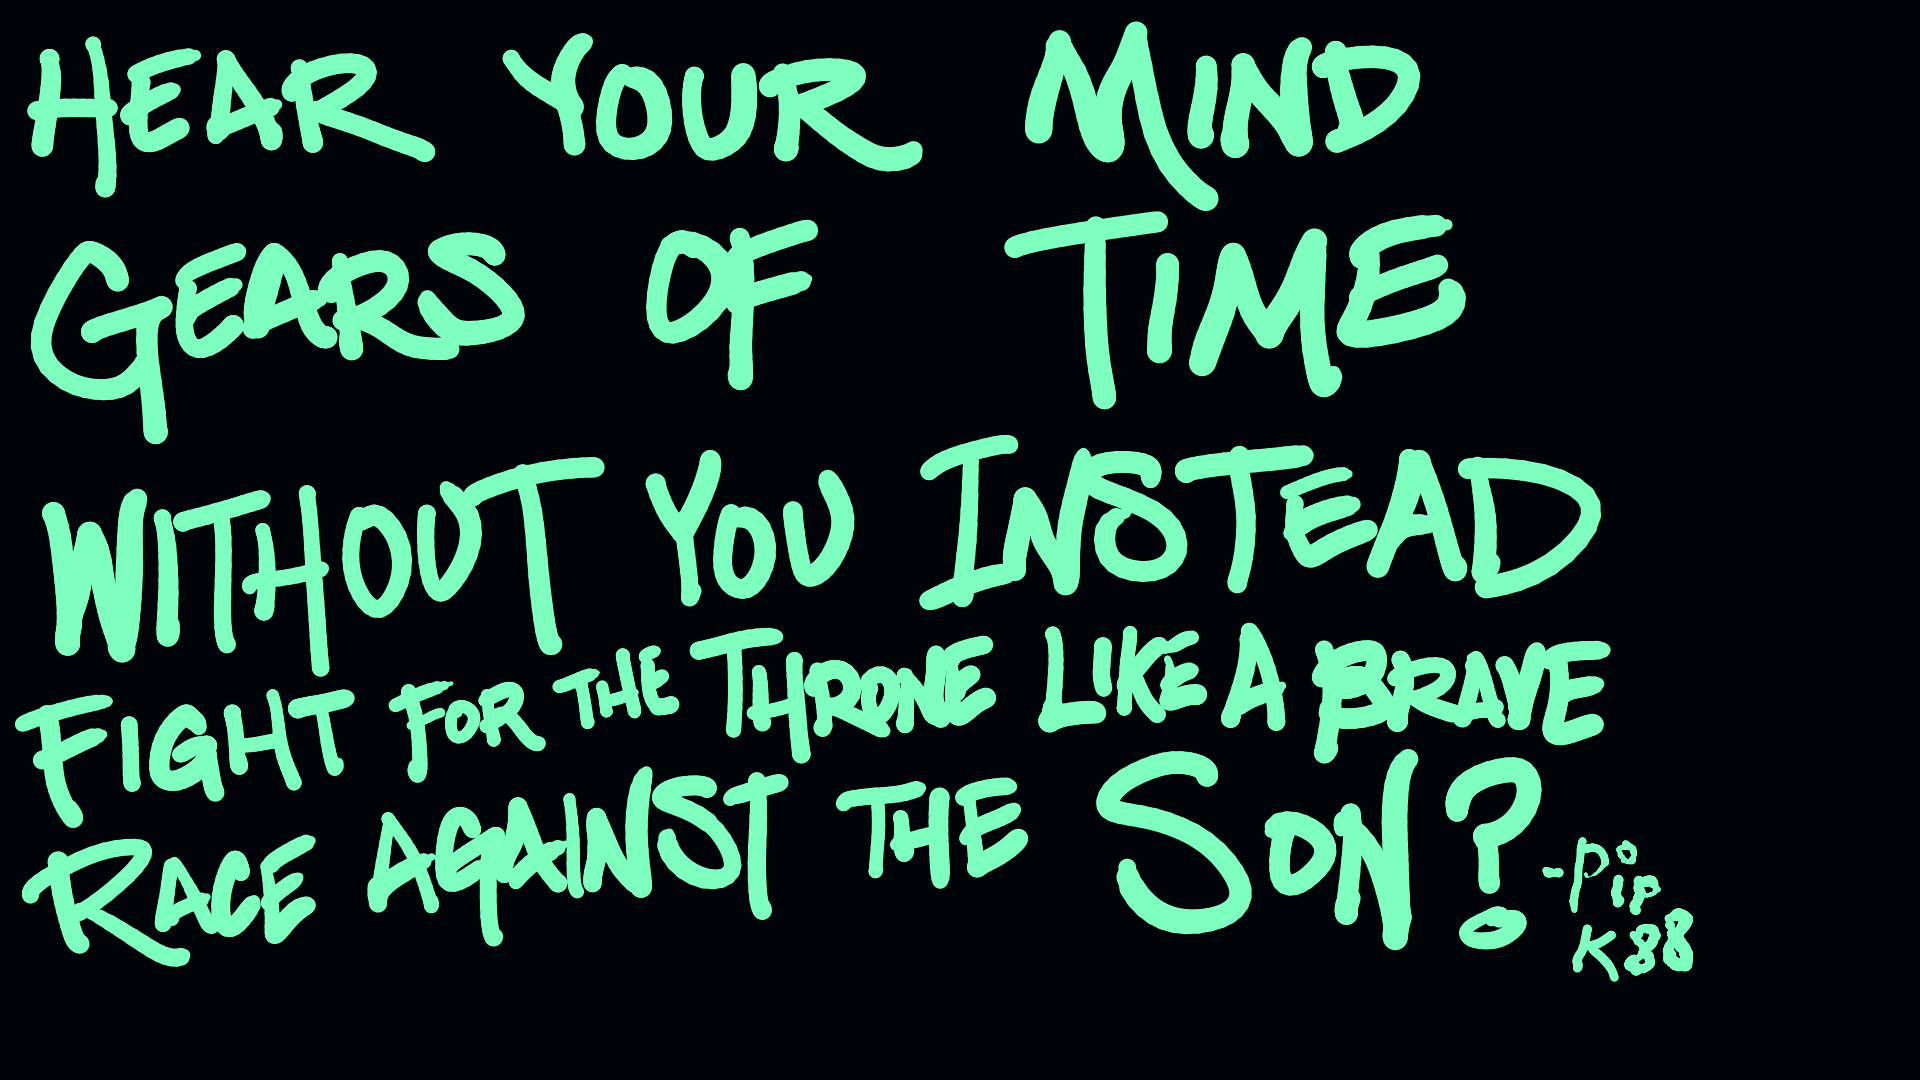 HEAR YOUR MIND
GEARS OF TIME
WITHOUT YOU INSTEAD
FIGHT FOR THE THRONE LIKE A BRAVE
RACE AGAINST THE SON?
-Pip
K88